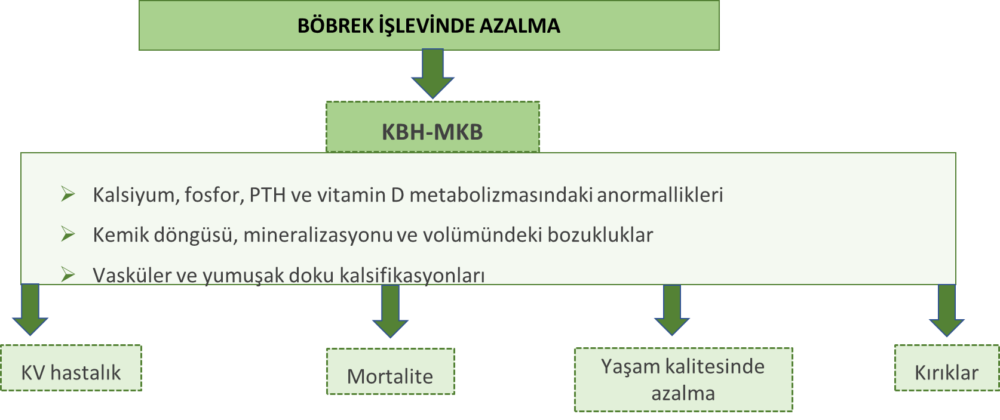 BÖBREK İŞLEVİNDE AZALMA
KBH-MKB
Kalsiyum, fosfor, PTH ve vitamin D metabolizmasındaki anormallikleri
Kemik döngüsü, mineralizasyonu ve volümündeki bozukluklar
Vasküler ve yumuşak doku kalsifikasyonları
KV hastalık
Mortalite
Yaşam kalitesinde
azalma
Kırıklar